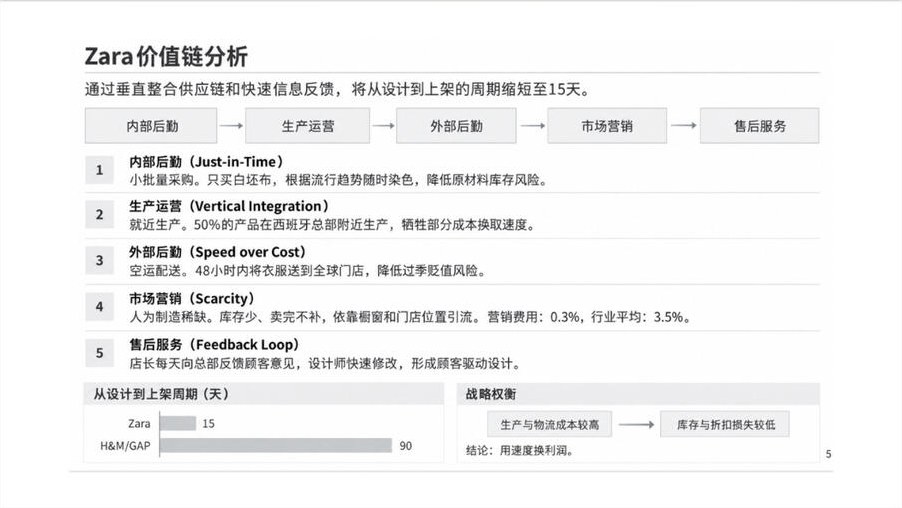 Zara价值链分析
通过垂直整合供应链和快速信息反馈，将从设计到上架的周期缩短至15天。
内部后勤
生产运营
外部后勤
市场营销
售后服务
1
内部后勤（Just-in-Time）
小批量采购。只买白坯布，根据流行趋势随时染色，降低原材料库存风险。
2
生产运营（Vertical Integration）
就近生产。50%的产品在西班牙总部附近生产，牺牲部分成本换取速度。
3
外部后勤（Speed over Cost）
空运配送。48小时内将衣服送到全球门店，降低过季贬值风险。
4
市场营销（Scarcity）
人为制造稀缺。库存少、卖完不补，依靠橱窗和门店位置引流。营销费用：0.3%，行业平均：3.5%。
5
售后服务（Feedback Loop）
店长每天向总部反馈顾客意见，设计师快速修改，形成顾客驱动设计。
从设计到上架周期（天）
Zara
15
H&M/GAP
90
战略权衡
生产与物流成本较高
库存与折扣损失较低
结论：用速度换利润。
5